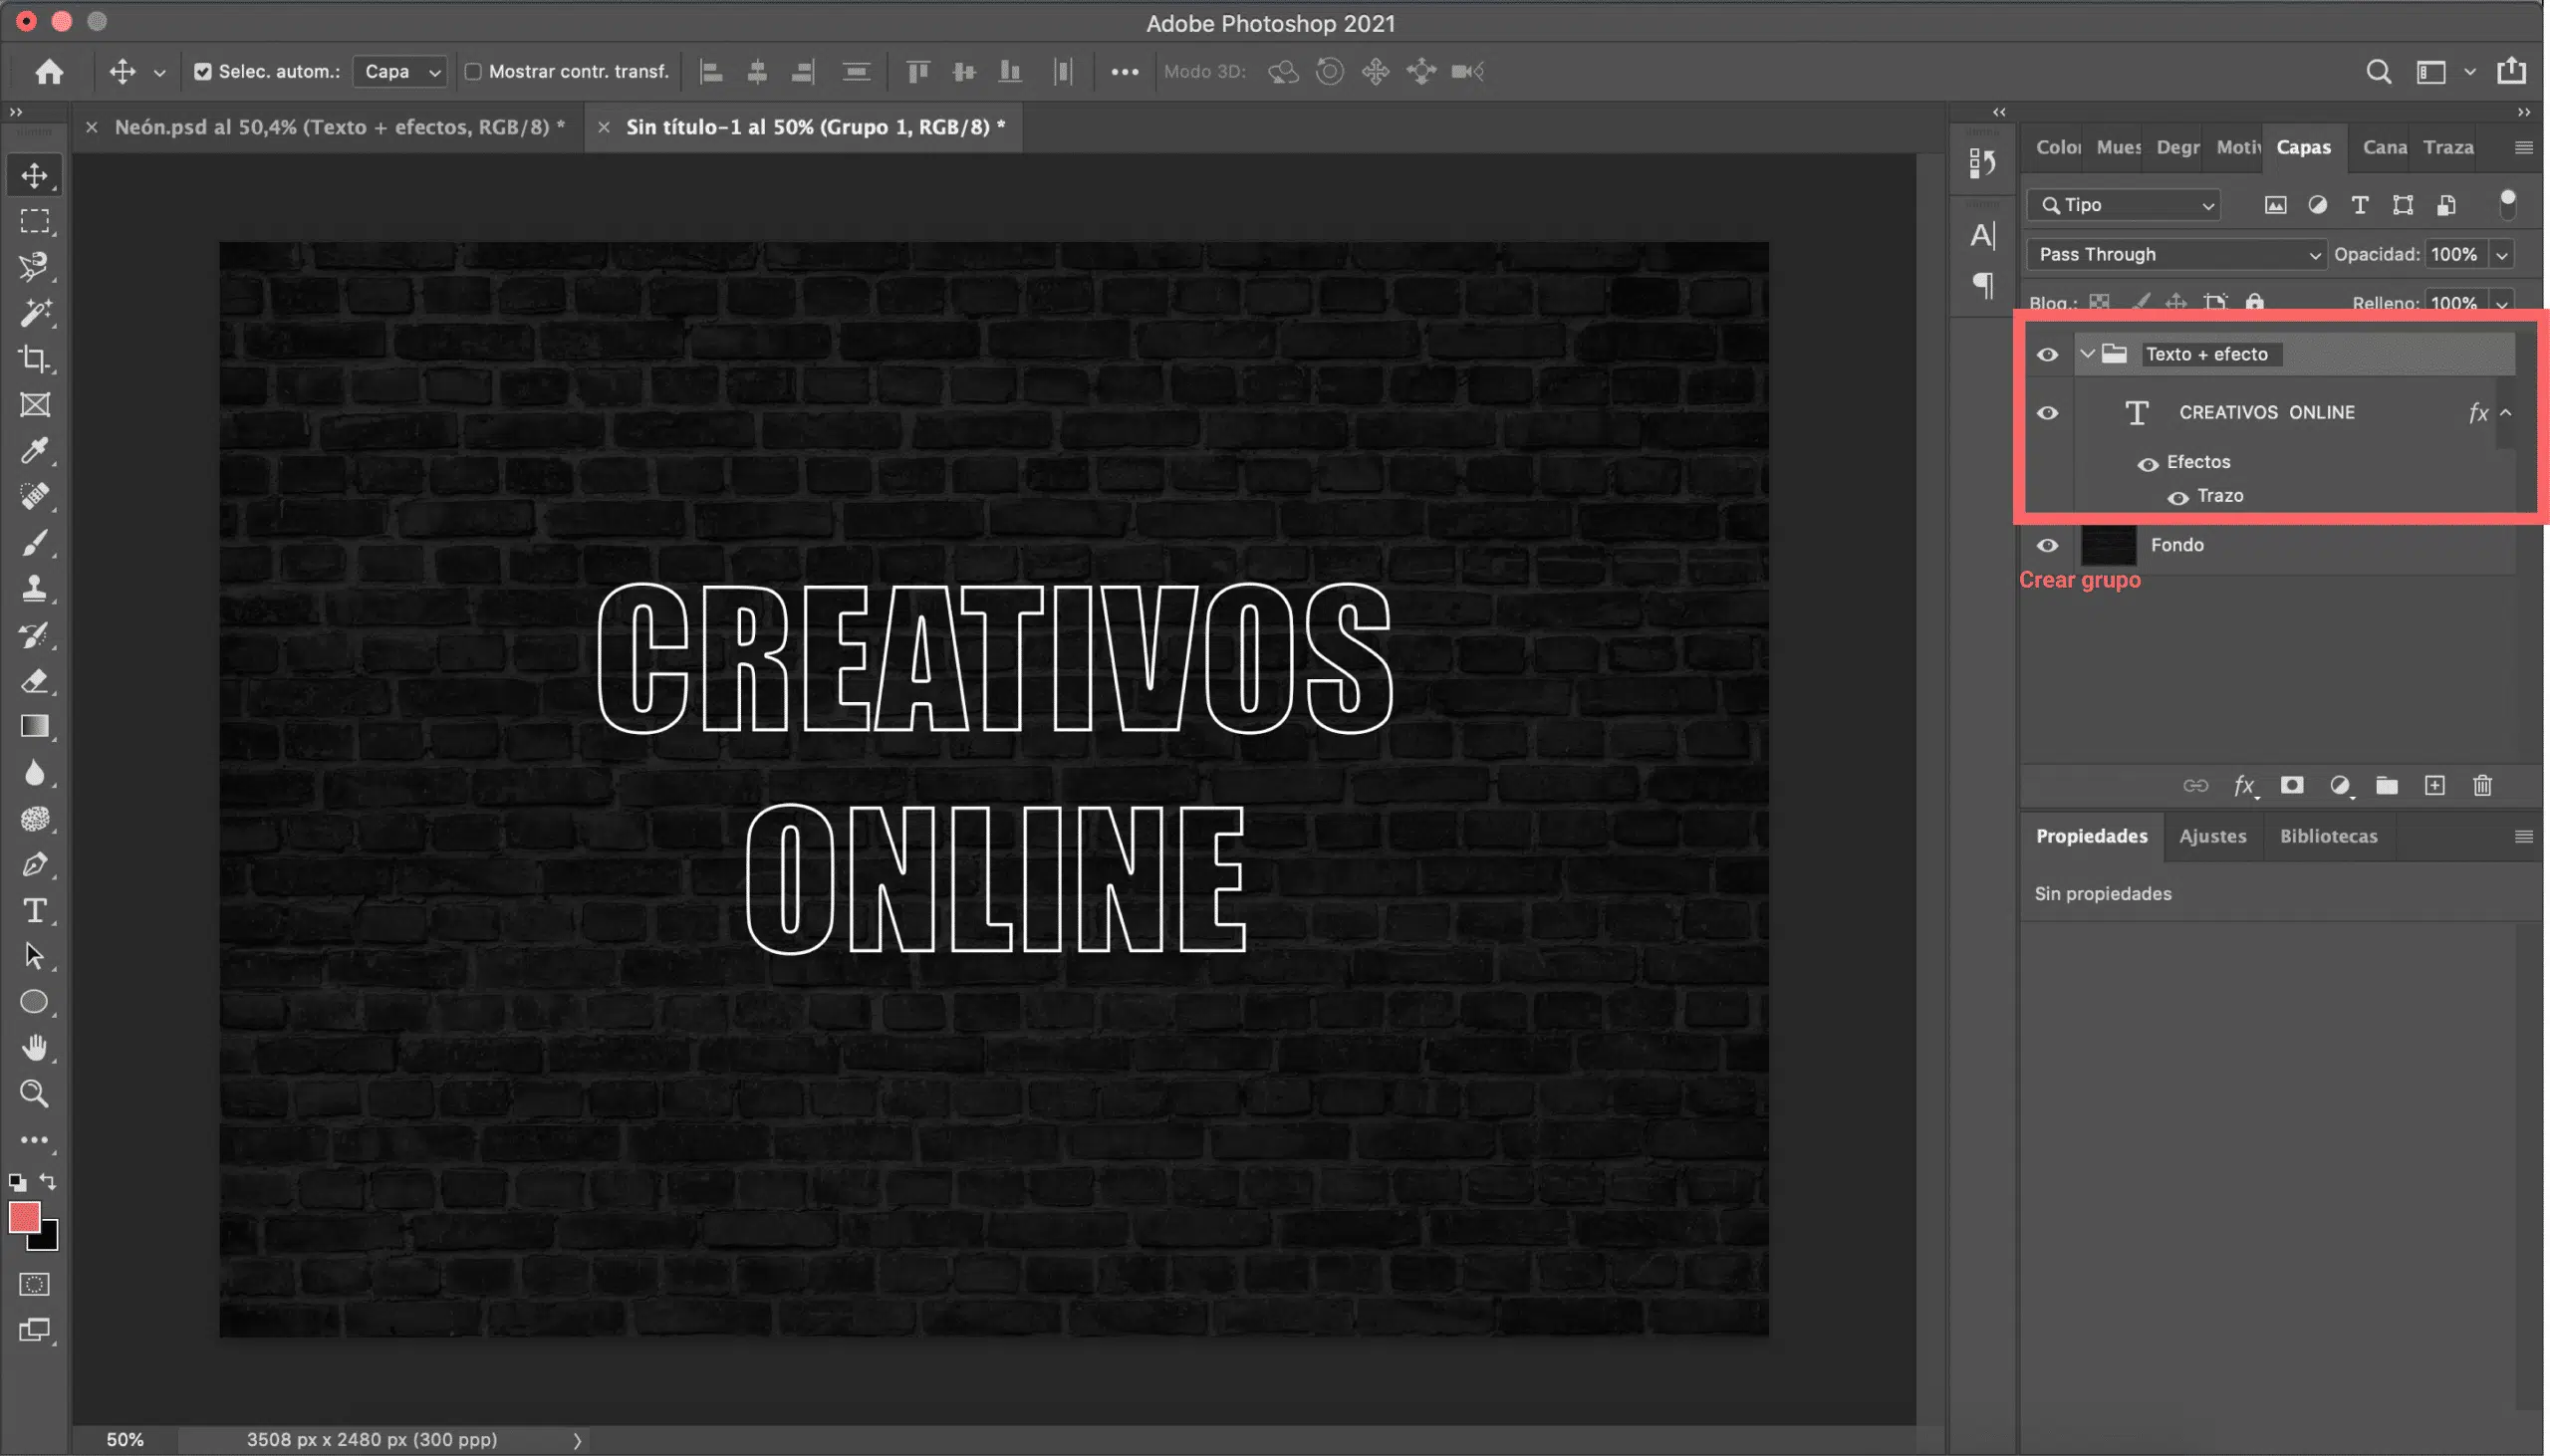 Adobe Photoshop 2021
Selec. autom.: Capa Mostrar contr. transf. Modo 3D:
Neón.psd al 50,4% (Texto + efectos, RGB/8) * Sin título-1 al 50% (Grupo 1, RGB/8) *
Color Mues Degr Motiv Capas Cana Traza
Tipo
Pass Through Opacidad: 100%
Bloq.: Relleno: 100%
Texto + efecto
CREATIVOS ONLINE fx
Efectos
Trazo
Fondo
Crear grupo
CREATIVOS
ONLINE
fx
Propiedades Ajustes Bibliotecas
Sin propiedades
50% 3508 px x 2480 px (300 ppp)